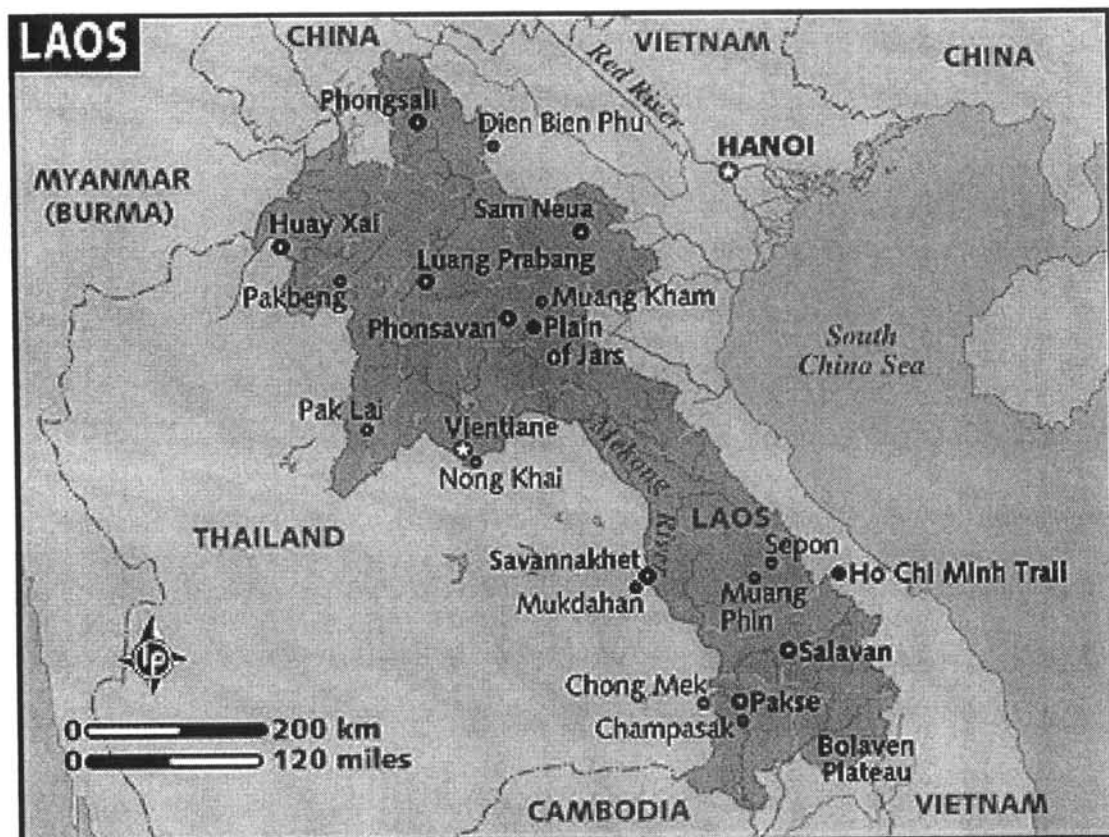 LAOS
CHINA
VIETNAM
CHINA
Red River
Phongsali
Dien Bien Phu
HANOI
MYANMAR
(BURMA)
Sam Neua
Huay Xai
Luang Prabang
Pakbeng
Muang Kham
Phonsavan
Plain
of Jars
South
China Sea
Pak Lai
Vientiane
Nong Khai
Mekong River
THAILAND
LAOS
Sepon
Savannakhet
Ho Chi Minh Trail
Mukdahan
Muang
Phin
LP
Salavan
Chong Mek
Pakse
Champasak
0 200 km
0 120 miles
Bolaven
Plateau
CAMBODIA
VIETNAM